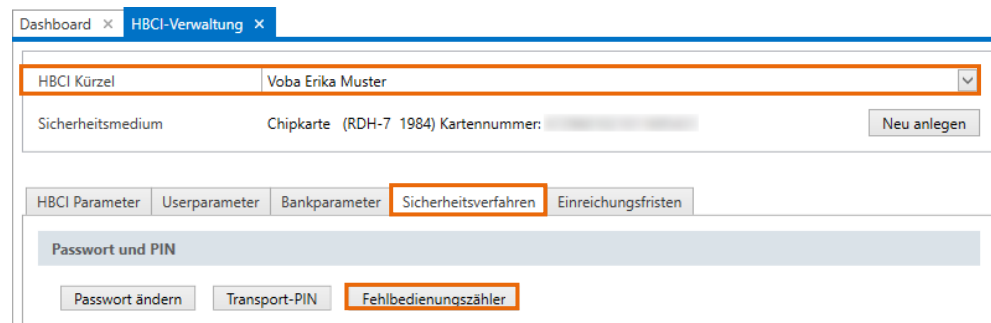 Dashboard × HBCI-Verwaltung ×
HBCI Kürzel Voba Erika Muster
Sicherheitsmedium Chipkarte (RDH-7 1984) Kartennummer: Neu anlegen
HBCI Parameter Userparameter Bankparameter Sicherheitsverfahren Einreichungsfristen
Passwort und PIN
Passwort ändern Transport-PIN Fehlbedienungszähler